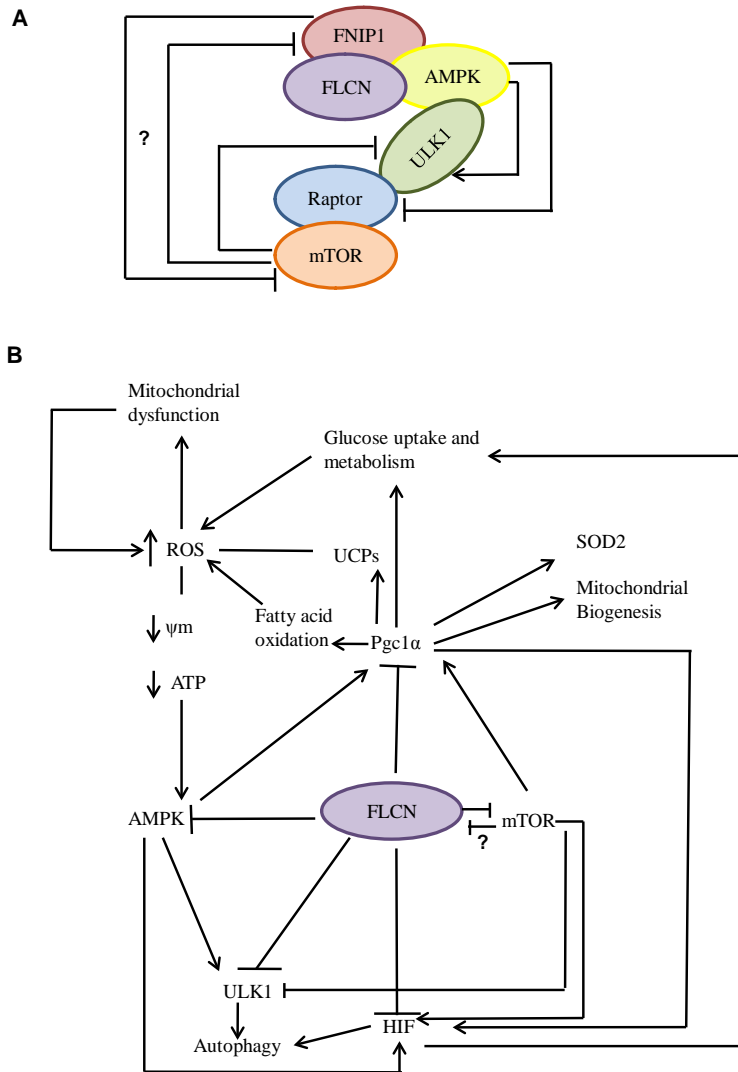 A
FNIP1
FLCN
AMPK
?
ULK1
Raptor
mTOR
B
Mitochondrial
dysfunction
Glucose uptake and
metabolism
ROS
UCPs
SOD2
Mitochondrial
Biogenesis
Fatty acid
oxidation
Pgc1α
ψm
ATP
AMPK
FLCN
mTOR
?
ULK1
HIF
Autophagy